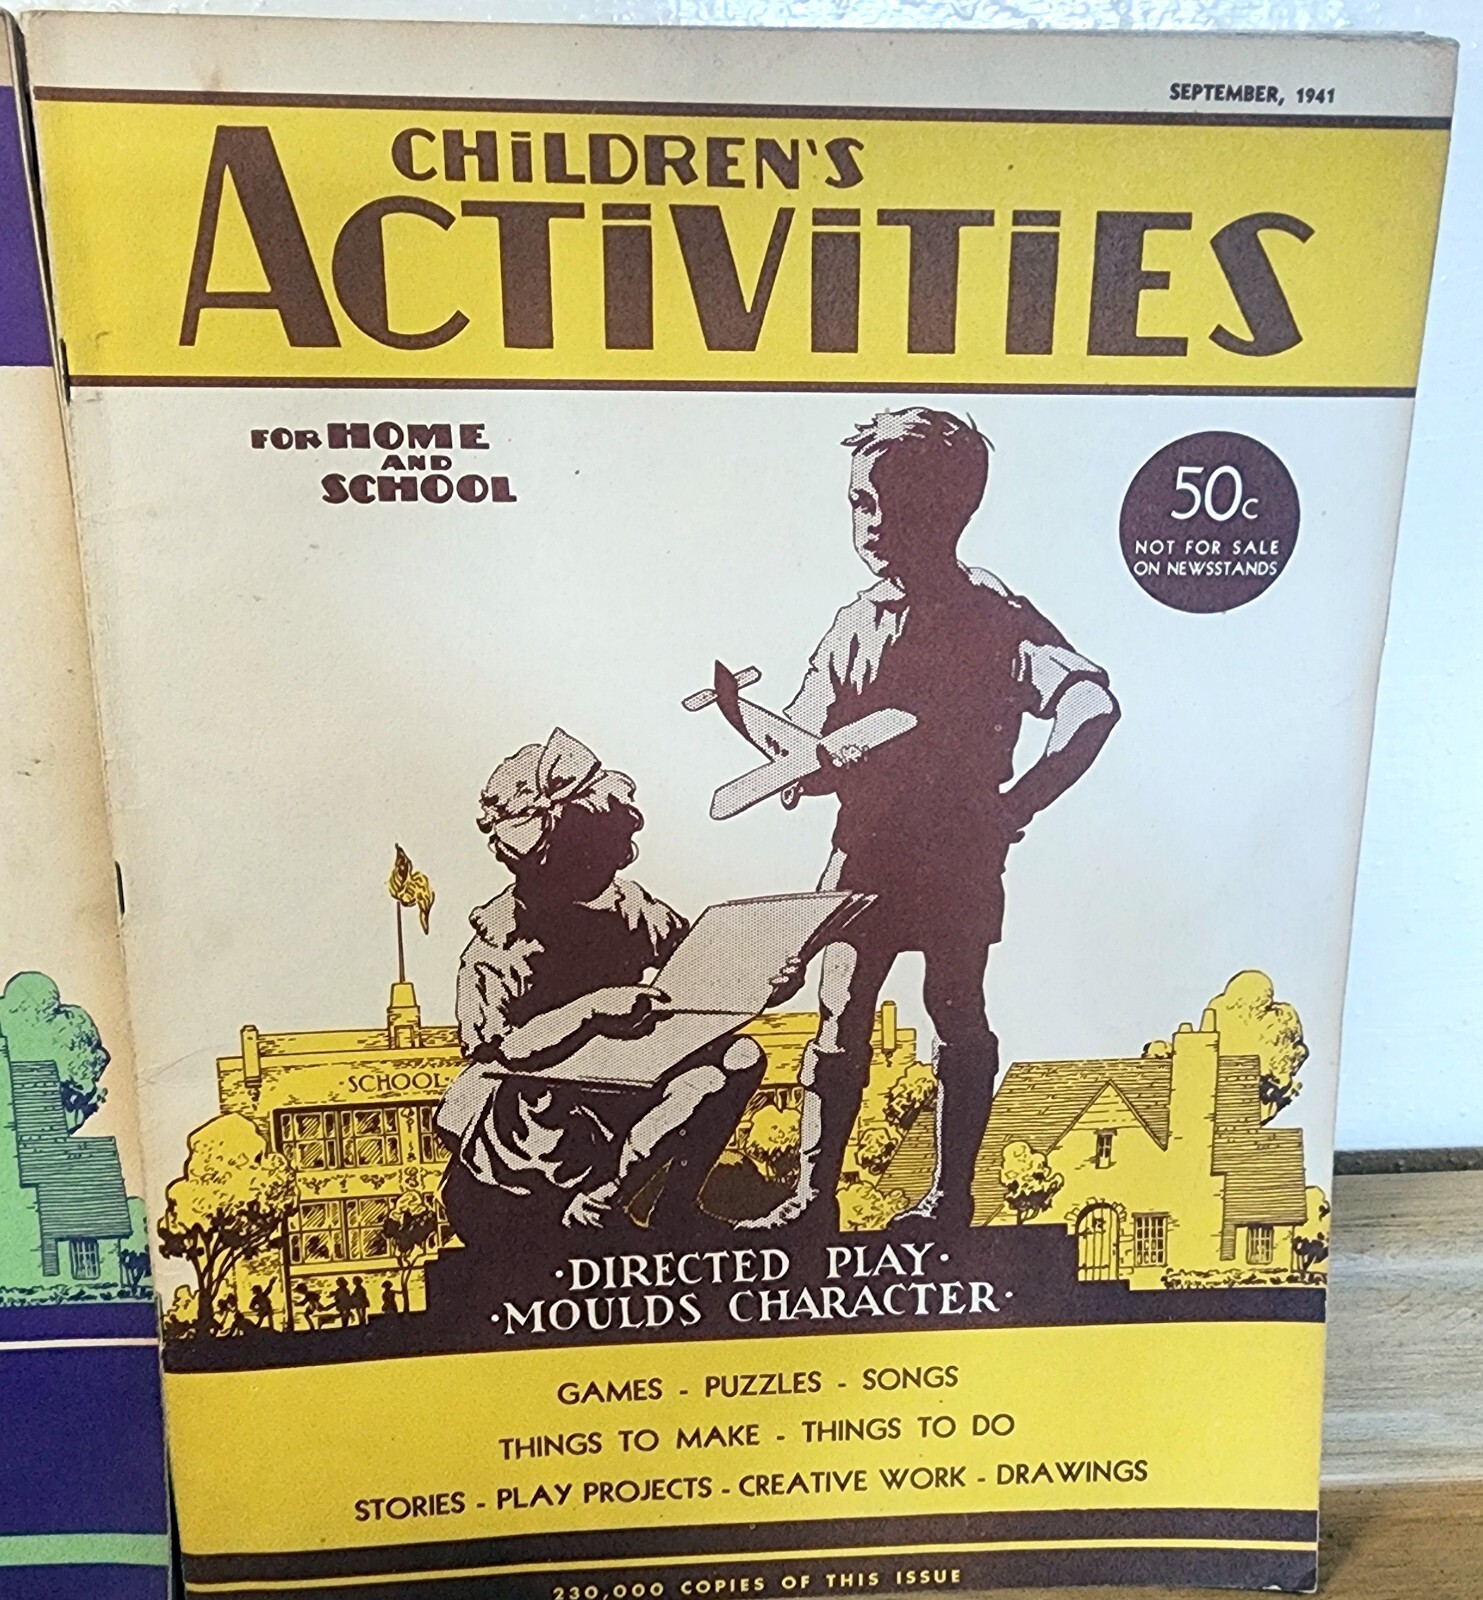 SEPTEMBER, 1941
CHiLDREN'S
ACTiViTiES
FOR HOME
AND
SCHOOL
50c
NOT FOR SALE
ON NEWSSTANDS
·SCHOOL·
·DIRECTED PLAY·
·MOULDS CHARACTER·
GAMES - PUZZLES - SONGS
THINGS TO MAKE - THINGS TO DO
STORIES - PLAY PROJECTS - CREATIVE WORK - DRAWINGS
230,000 COPIES OF THIS ISSUE